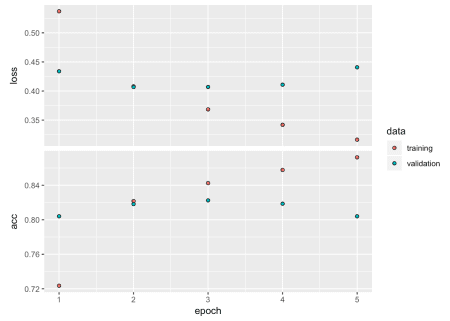 0.50
0.45
loss
0.40
0.35
data
training
validation
0.84
acc
0.80
0.76
0.72
1 2 3 4 5
epoch